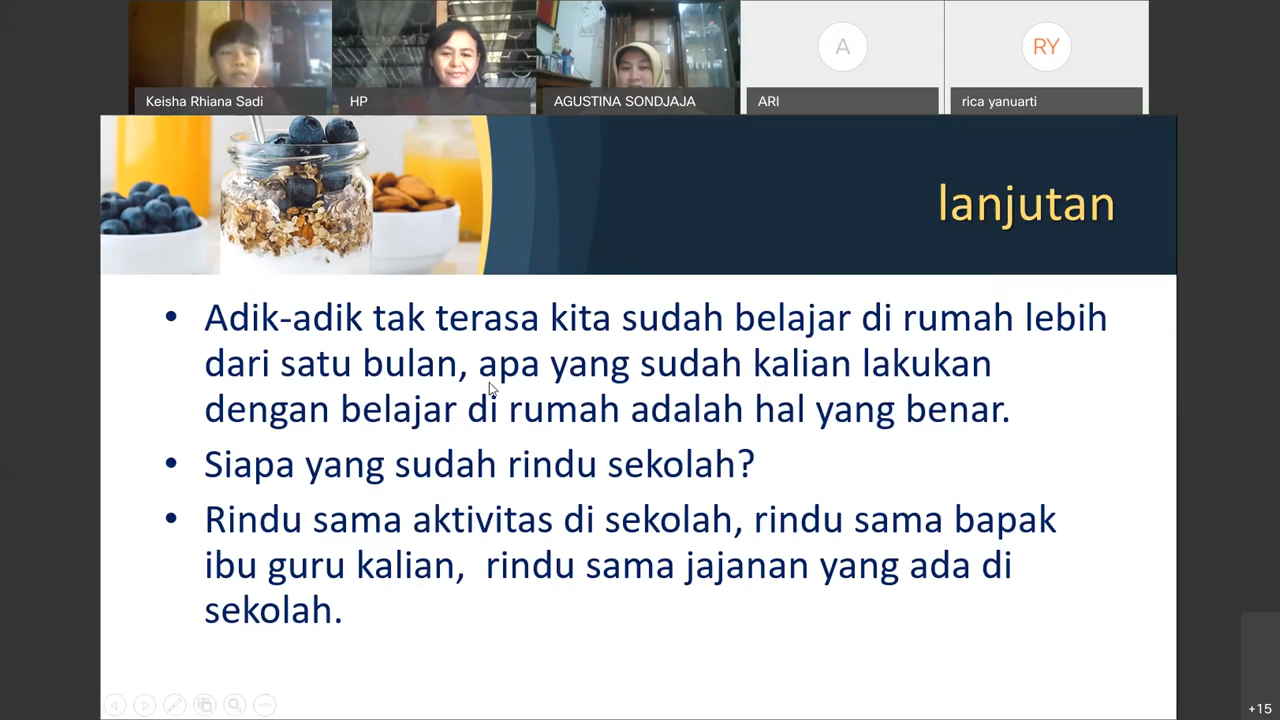 Keisha Rhiana Sadi
HP
AGUSTINA SONDJAJA
A
ARI
RY
rica yanuarti
lanjutan
• Adik-adik tak terasa kita sudah belajar di rumah lebih
dari satu bulan, apa yang sudah kalian lakukan
dengan belajar di rumah adalah hal yang benar.
• Siapa yang sudah rindu sekolah?
• Rindu sama aktivitas di sekolah, rindu sama bapak
ibu guru kalian, rindu sama jajanan yang ada di
sekolah.
+15